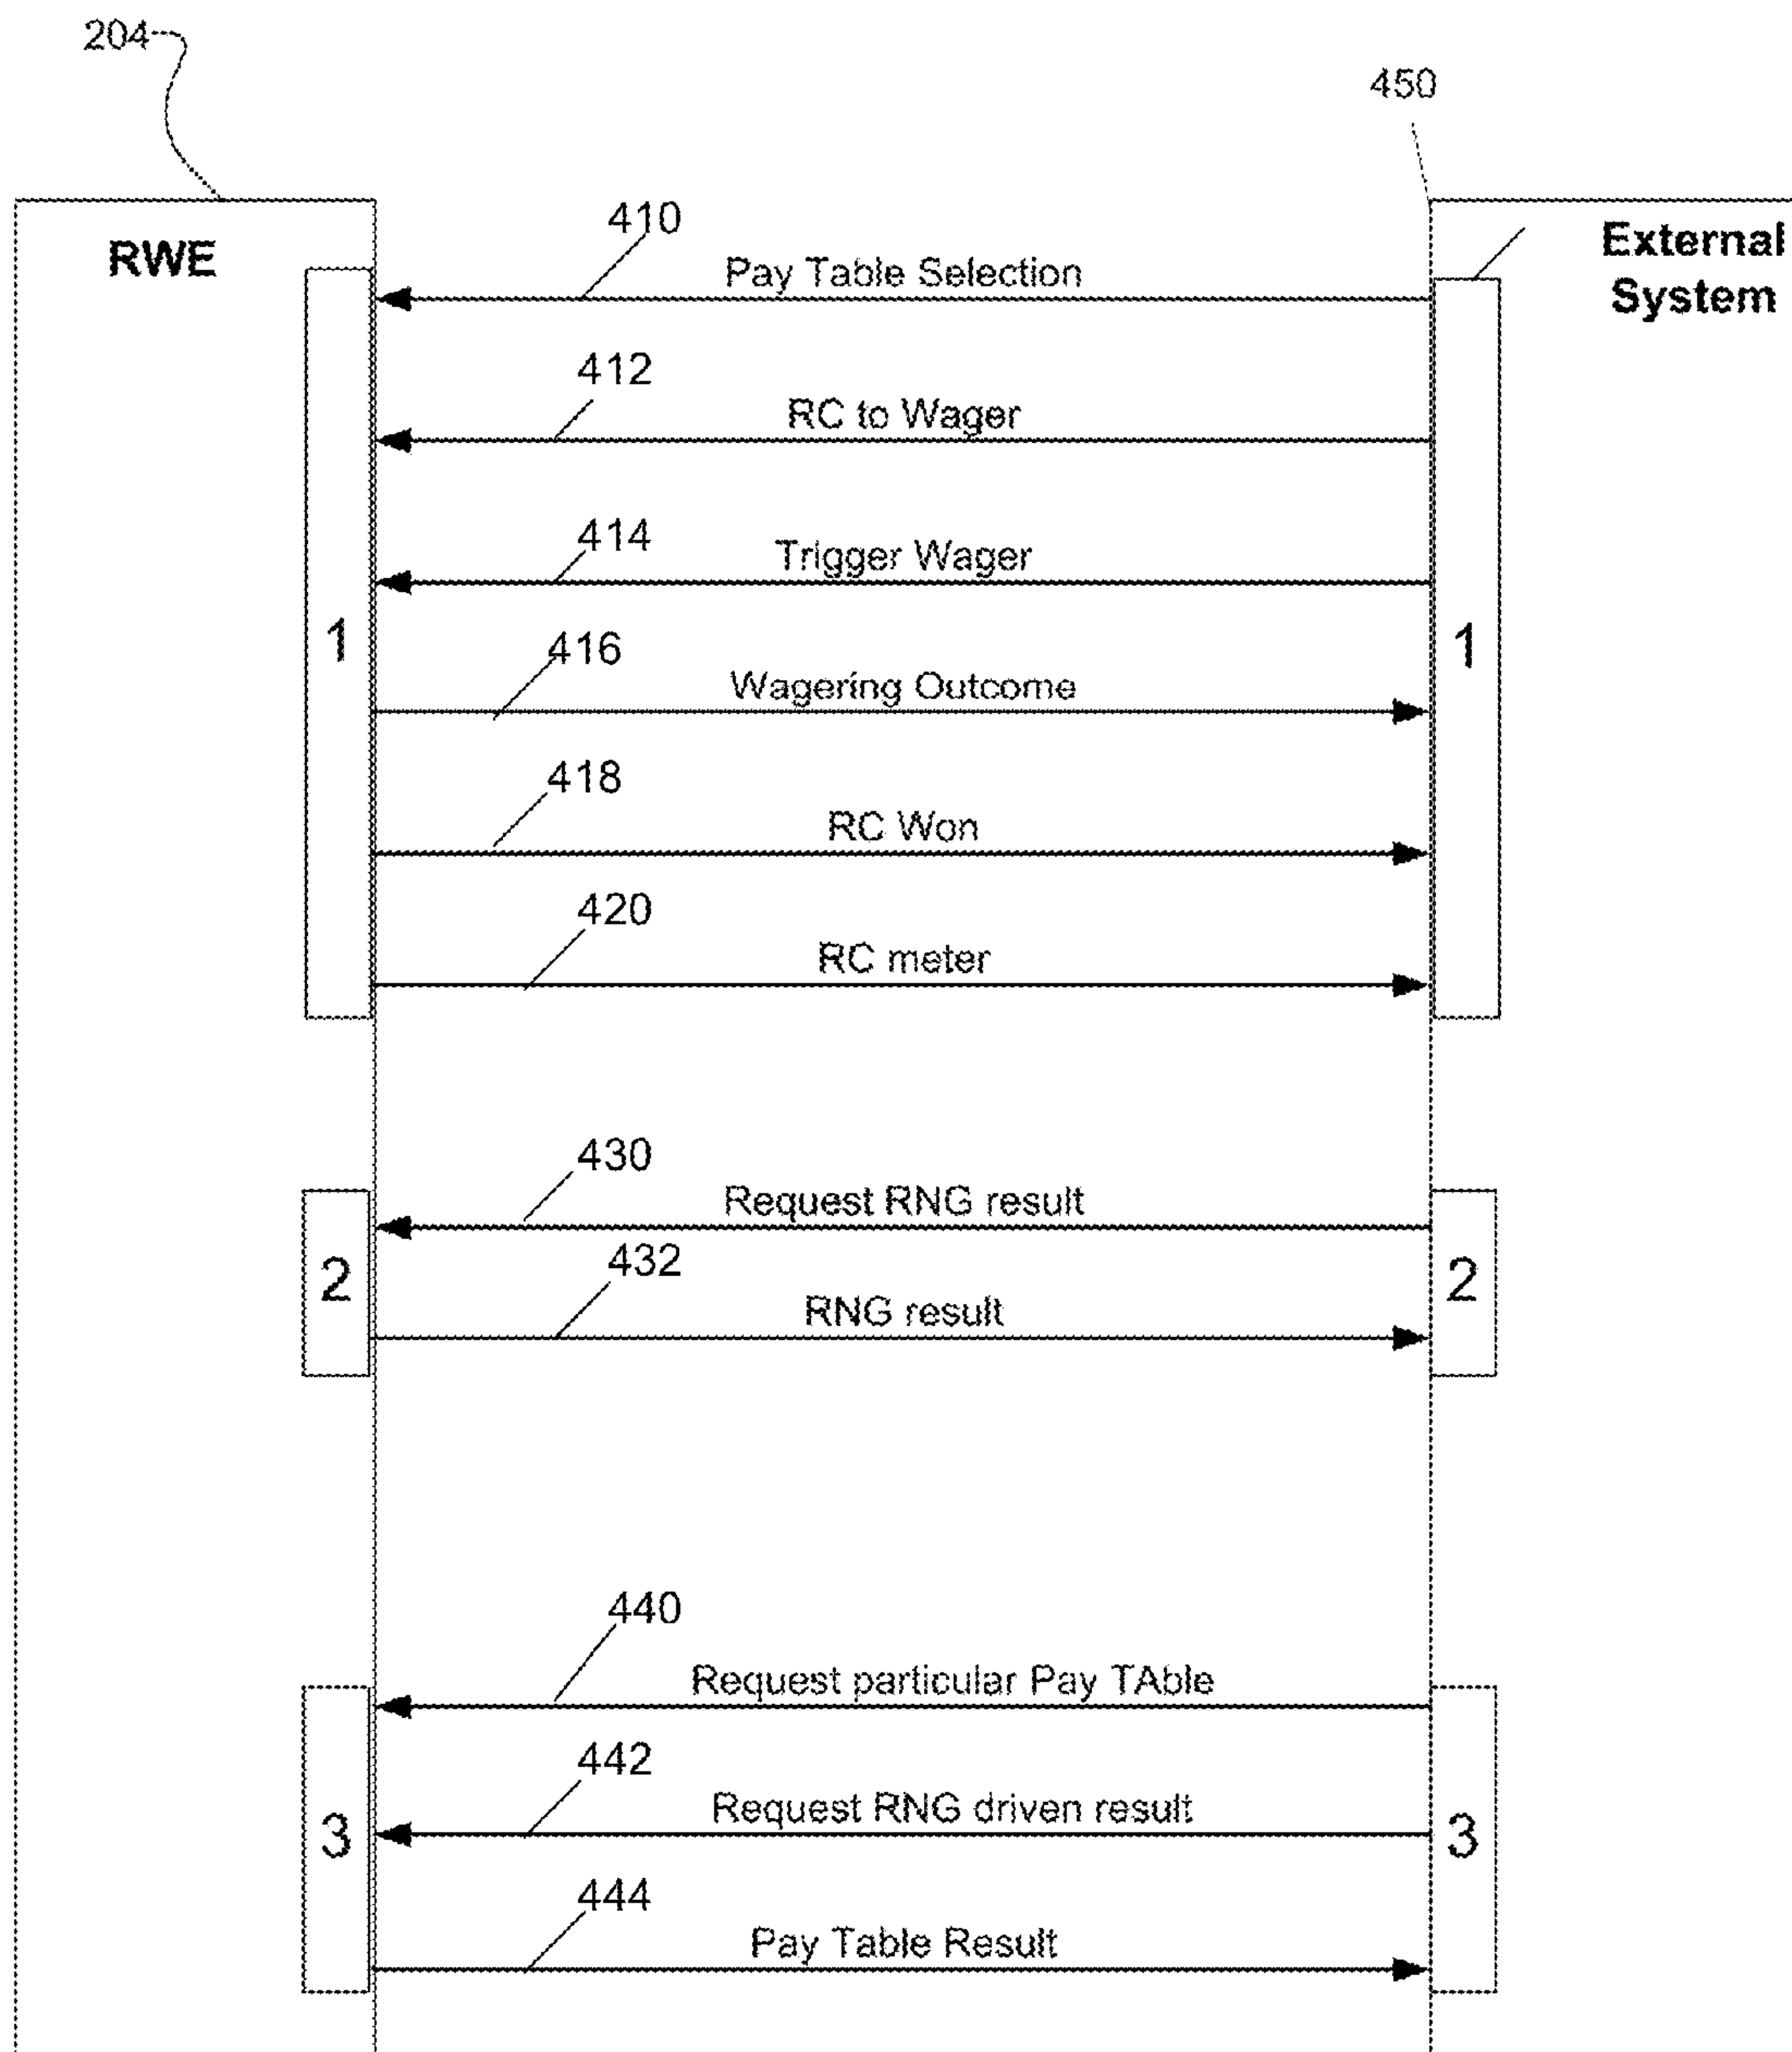 204
450
RWE
External
System
410
Pay Table Selection
412
RC to Wager
414
Trigger Wager
1
1
416
Wagering Outcome
418
RC Won
420
RC meter
430
Request RNG result
2
2
432
RNG result
440
Request particular Pay TAble
442
Request RNG driven result
3
3
444
Pay Table Result